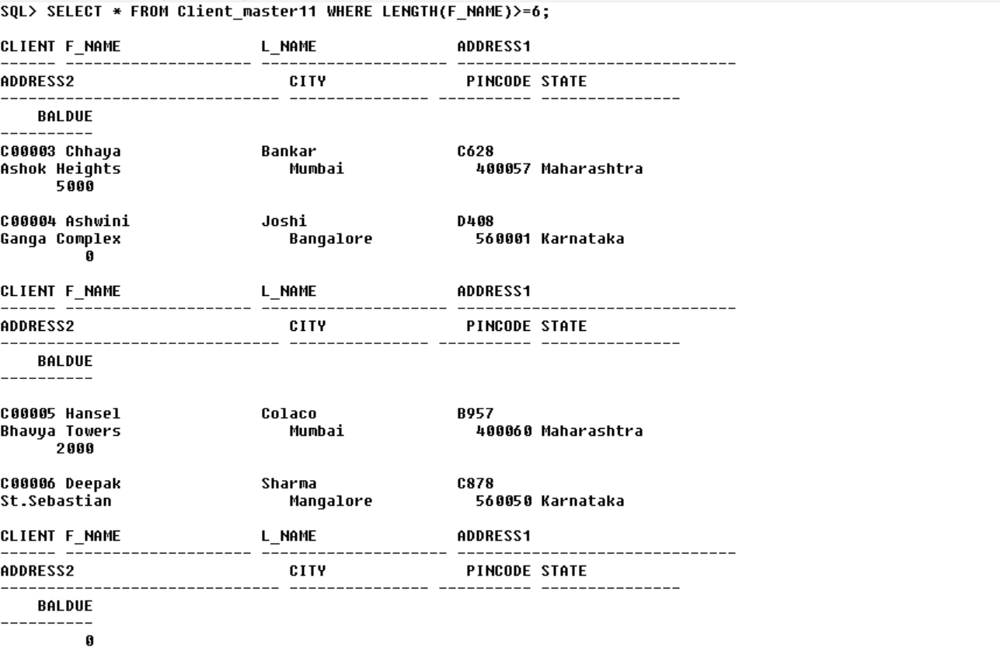 SQL> SELECT * FROM Client_master11 WHERE LENGTH(F_NAME)>=6;
CLIENT F_NAME               L_NAME               ADDRESS1
------ -------------------- -------------------- ------------------------------
ADDRESS2                       CITY               PINCODE STATE
------------------------------ --------------- ---------- ---------------
    BALDUE
----------
C00003 Chhaya               Bankar               C628
Ashok Heights                  Mumbai              400057 Maharashtra
      5000
C00004 Ashwini              Joshi                D408
Ganga Complex                  Bangalore           560001 Karnataka
         0
CLIENT F_NAME               L_NAME               ADDRESS1
------ -------------------- -------------------- ------------------------------
ADDRESS2                       CITY               PINCODE STATE
------------------------------ --------------- ---------- ---------------
    BALDUE
----------
C00005 Hansel               Colaco               B957
Bhavya Towers                  Mumbai              400060 Maharashtra
      2000
C00006 Deepak               Sharma               C878
St.Sebastian                   Mangalore           560050 Karnataka
CLIENT F_NAME               L_NAME               ADDRESS1
------ -------------------- -------------------- ------------------------------
ADDRESS2                       CITY               PINCODE STATE
------------------------------ --------------- ---------- ---------------
    BALDUE
----------
         0